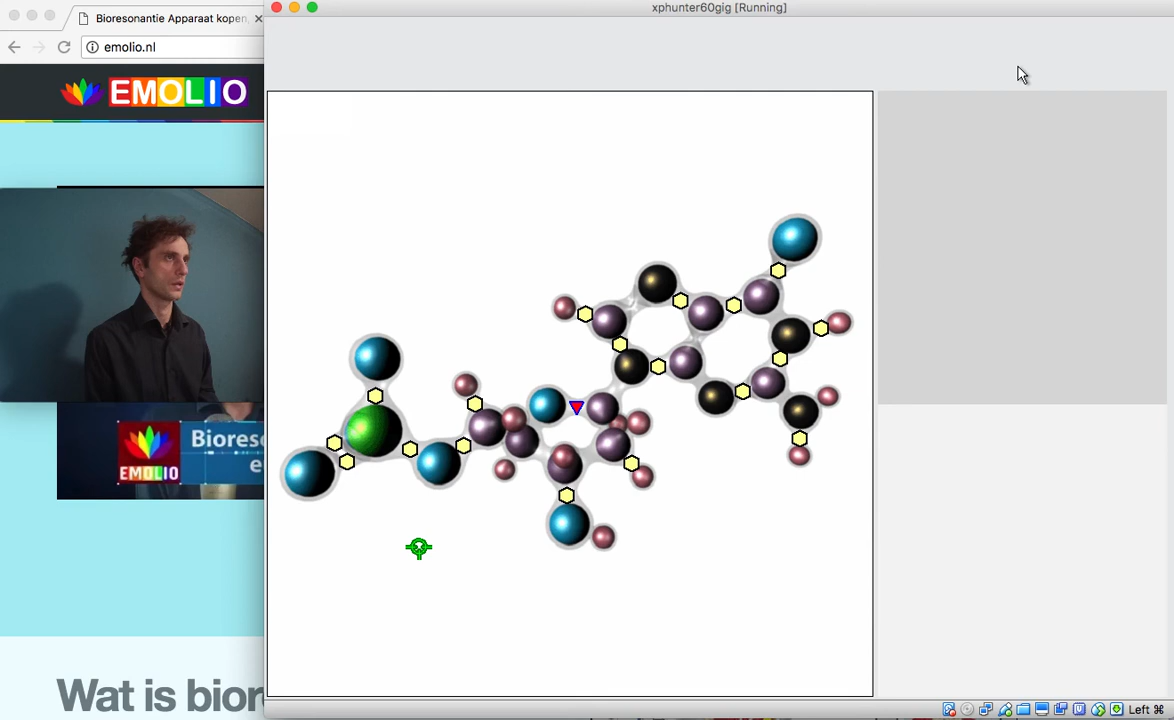 xphunter60gig [Running]
Bioresonantie Apparaat kopen,
emolio.nl
EMOLIO
EMOLIO
Biores
e
Wat is bior
Left ⌘